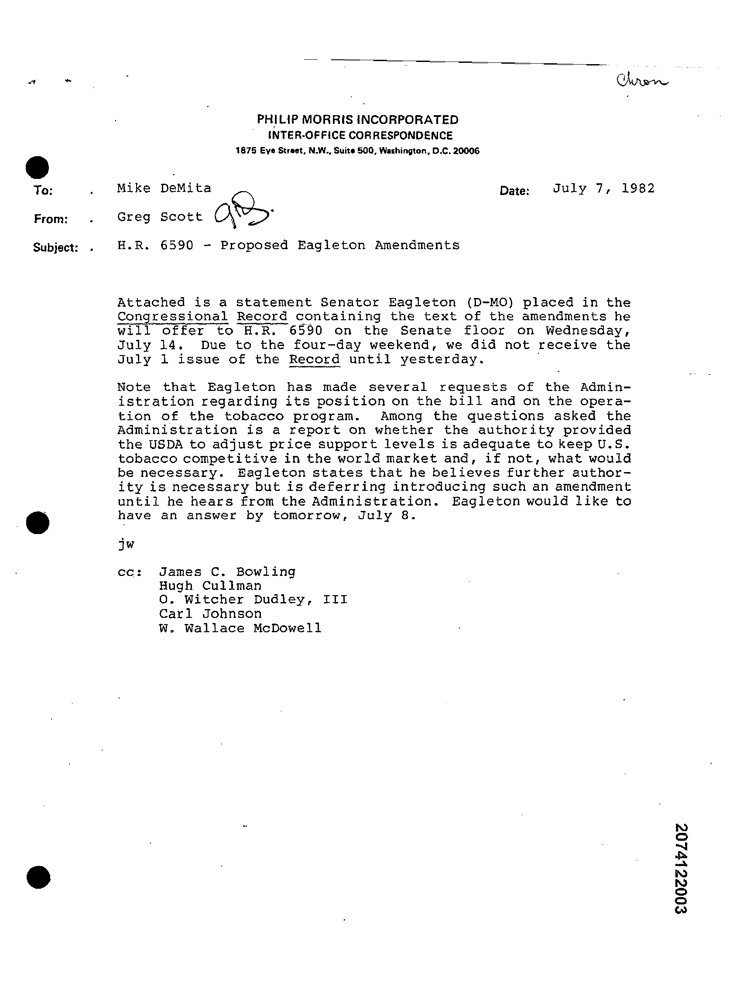 Chron
PHILIP MORRIS INCORPORATED
INTER-OFFICE CORRESPONDENCE
1875 Eye Street, N.W., Suite 500, Washington, D.C. 20006
To: . Mike DeMita Date: July 7, 1982
From: . Greg Scott
Subject: . H.R. 6590 - Proposed Eagleton Amendments
Attached is a statement Senator Eagleton (D-MO) placed in the
Congressional Record containing the text of the amendments he
will offer to H.R. 6590 on the Senate floor on Wednesday,
July 14. Due to the four-day weekend, we did not receive the
July 1 issue of the Record until yesterday.
Note that Eagleton has made several requests of the Admin-
istration regarding its position on the bill and on the opera-
tion of the tobacco program. Among the questions asked the
Administration is a report on whether the authority provided
the USDA to adjust price support levels is adequate to keep U.S.
tobacco competitive in the world market and, if not, what would
be necessary. Eagleton states that he believes further author-
ity is necessary but is deferring introducing such an amendment
until he hears from the Administration. Eagleton would like to
have an answer by tomorrow, July 8.
jw
cc: James C. Bowling
Hugh Cullman
O. Witcher Dudley, III
Carl Johnson
W. Wallace McDowell
2074122003